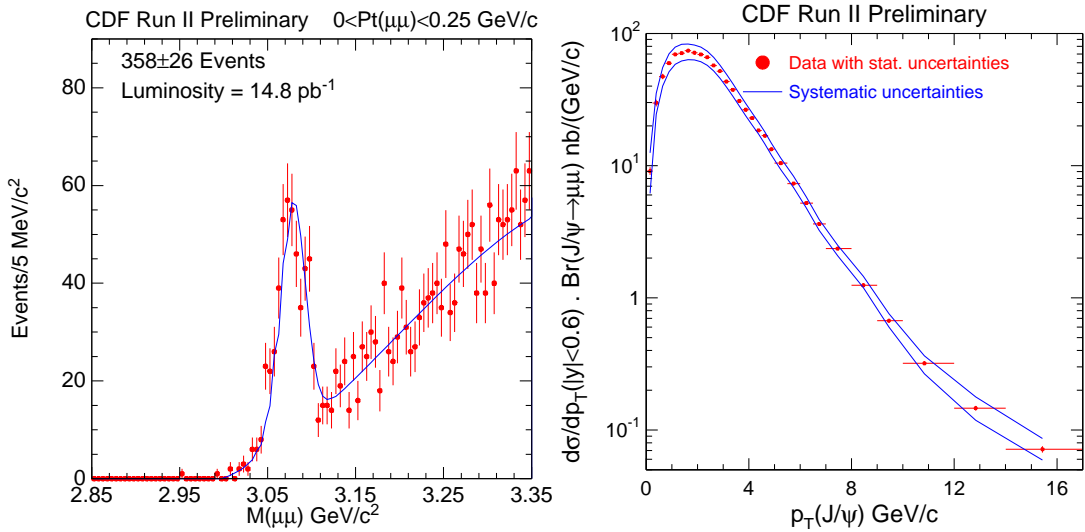 CDF Run II Preliminary 0<Pt(μμ)<0.25 GeV/c
358±26 Events
Luminosity = 14.8 pb⁻¹
Events/5 MeV/c²
80
60
40
20
0
2.85 2.95 3.05 3.15 3.25 3.35
M(μμ) GeV/c²
CDF Run II Preliminary
Data with stat. uncertainties
Systematic uncertainties
dσ/dp_T(|y|<0.6) . Br(J/ψ→μμ) nb/(GeV/c)
10²
10
1
10⁻¹
0 4 8 12 16
p_T(J/ψ) GeV/c